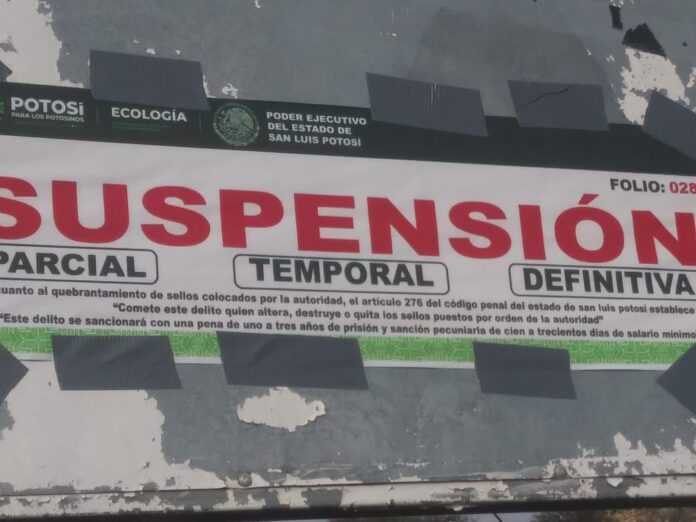 POTOSÍ
PARA LOS POTOSINOS
ECOLOGÍA
PODER EJECUTIVO
DEL ESTADO DE
SAN LUIS POTOSÍ
FOLIO: 028
SUSPENSIÓN
PARCIAL
TEMPORAL
DEFINITIVA
cuanto al quebrantamiento de sellos colocados por la autoridad, el artículo 276 del código penal del estado de san luis potosí establece
“Comete este delito quien altera, destruye o quita los sellos puestos por orden de la autoridad”
“Este delito se sancionará con una pena de uno a tres años de prisión y sanción pecuniaria de cien a trecientos días de salario mínimo